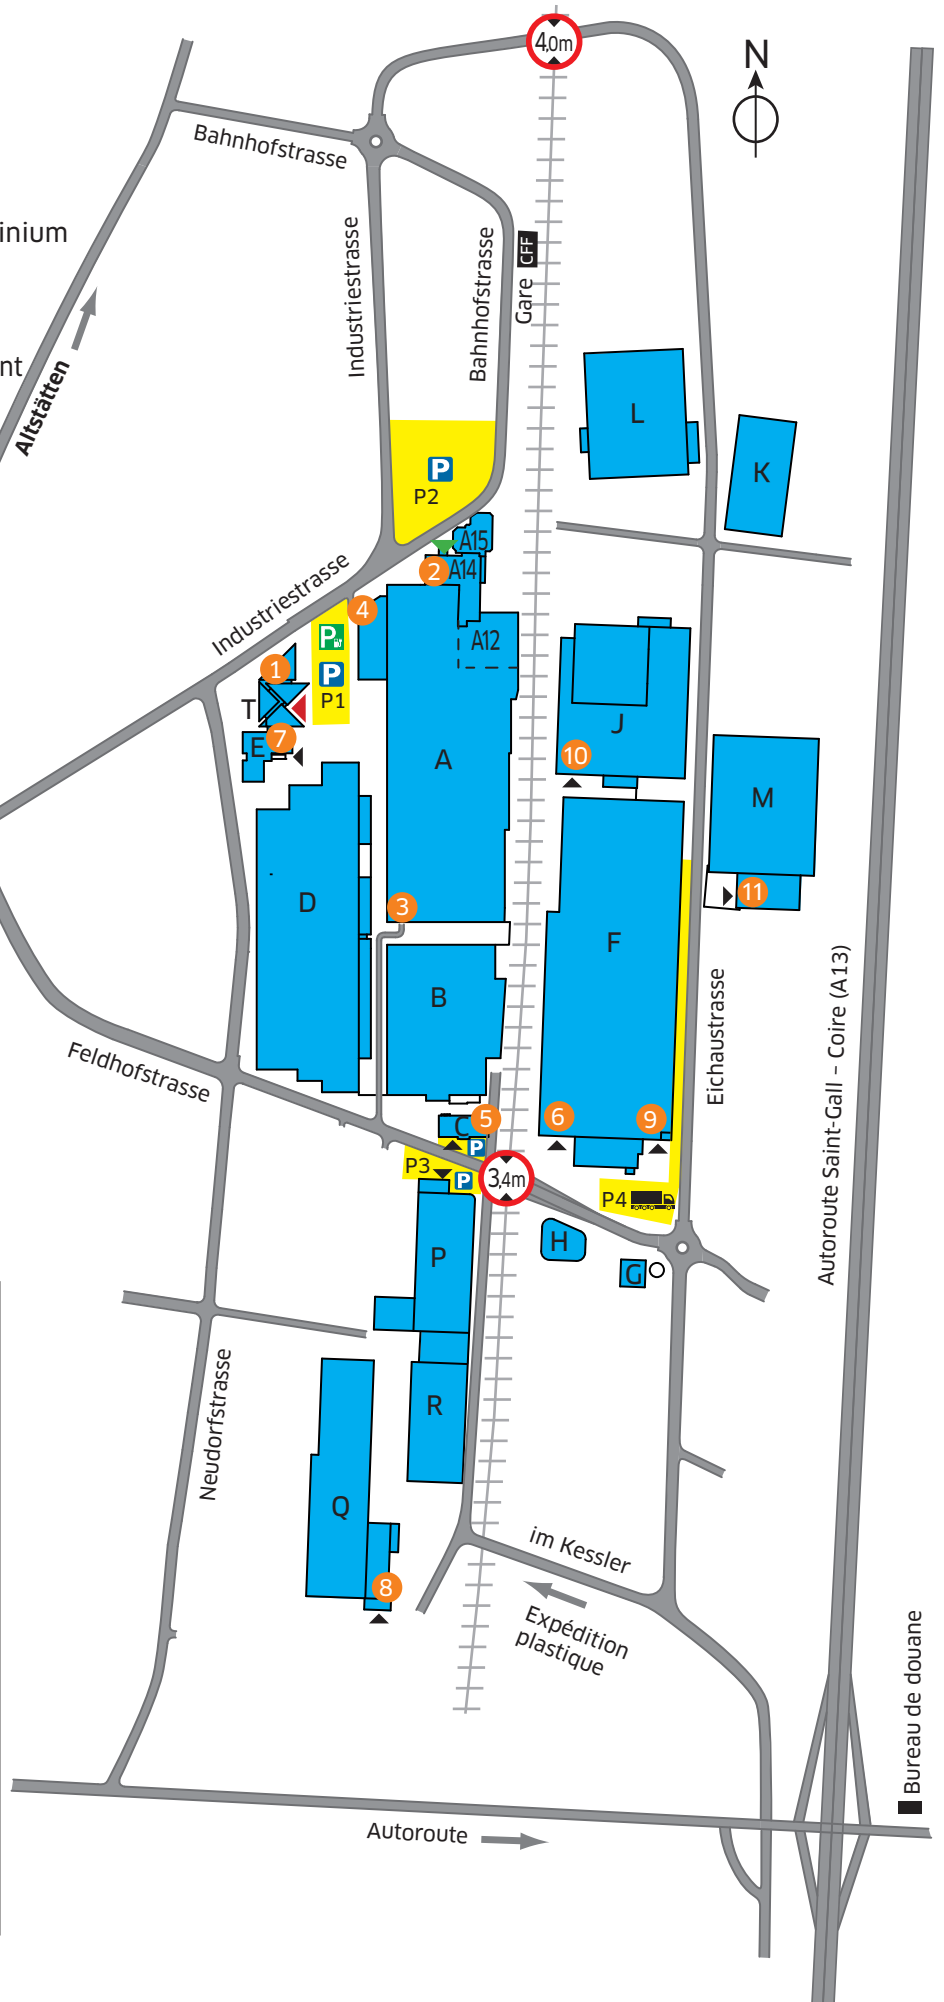 4,0m
N
Bahnhofstrasse
inium
Industriestrasse
Bahnhofstrasse
Gare
CFF
nt
Altstätten
L
K
P
P2
A15
2
A14
Industriestrasse
4
P
A12
1
P
P1
T
J
7
E
A
10
M
D
3
11
F
B
Eichaustrasse
Autoroute Saint-Gall – Coire (A13)
Feldhofstrasse
5
C
6
9
P
P3
P
3,4m
P4
H
G
P
Neudorfstrasse
R
Q
im Kessler
8
Expédition
plastique
Bureau de douane
Autoroute